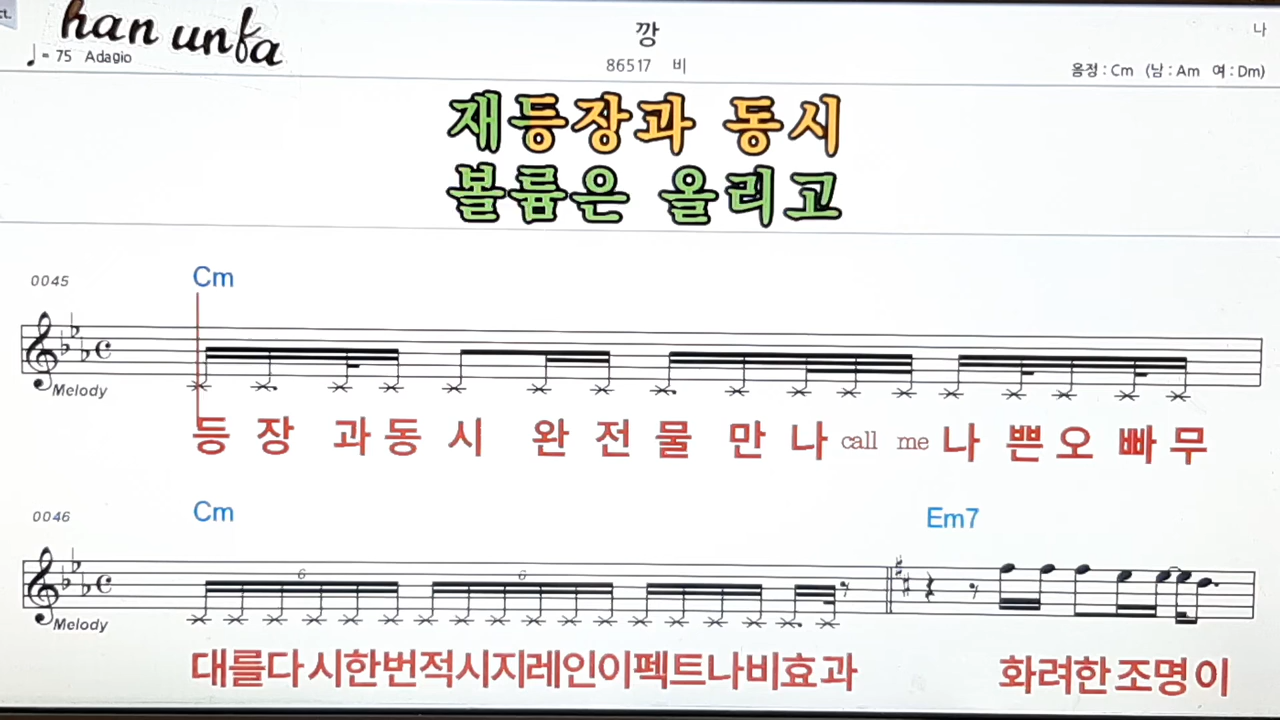 ct.
han unfa
깡
나
♩= 75 Adagio
86517 비
음정 : Cm (남 : Am 여 : Dm)
재등장과 동시
볼륨은 올리고
0045
Cm
Melody
등 장 과 동 시 완 전 물 만 나 call me 나 쁜 오 빠 무
0046
Cm
Em7
6 6
Melody
대를다시한번적시지레인이펙트나비효과 화려한조명이